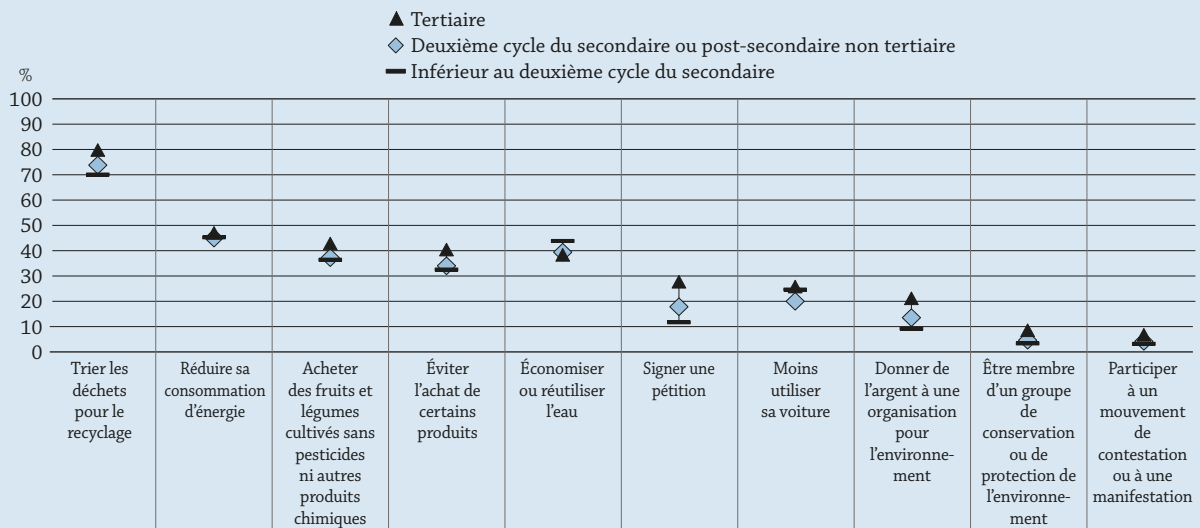 Tertiaire
Deuxième cycle du secondaire ou post-secondaire non tertiaire
Inférieur au deuxième cycle du secondaire
%
100
90
80
70
60
50
40
30
20
10
0
Trier les
déchets
pour le
recyclage
Réduire sa
consommation
d'énergie
Acheter
des fruits et
légumes
cultivés sans
pesticides
ni autres
produits
chimiques
Éviter
l'achat de
certains
produits
Économiser
ou réutiliser
l'eau
Signer une
pétition
Moins
utiliser
sa voiture
Donner de
l'argent à une
organisation
pour
l'environne-
ment
Être membre
d'un groupe
de
conservation
ou de
protection de
l'environne-
ment
Participer
à un
mouvement
de
contestation
ou à une
manifestation